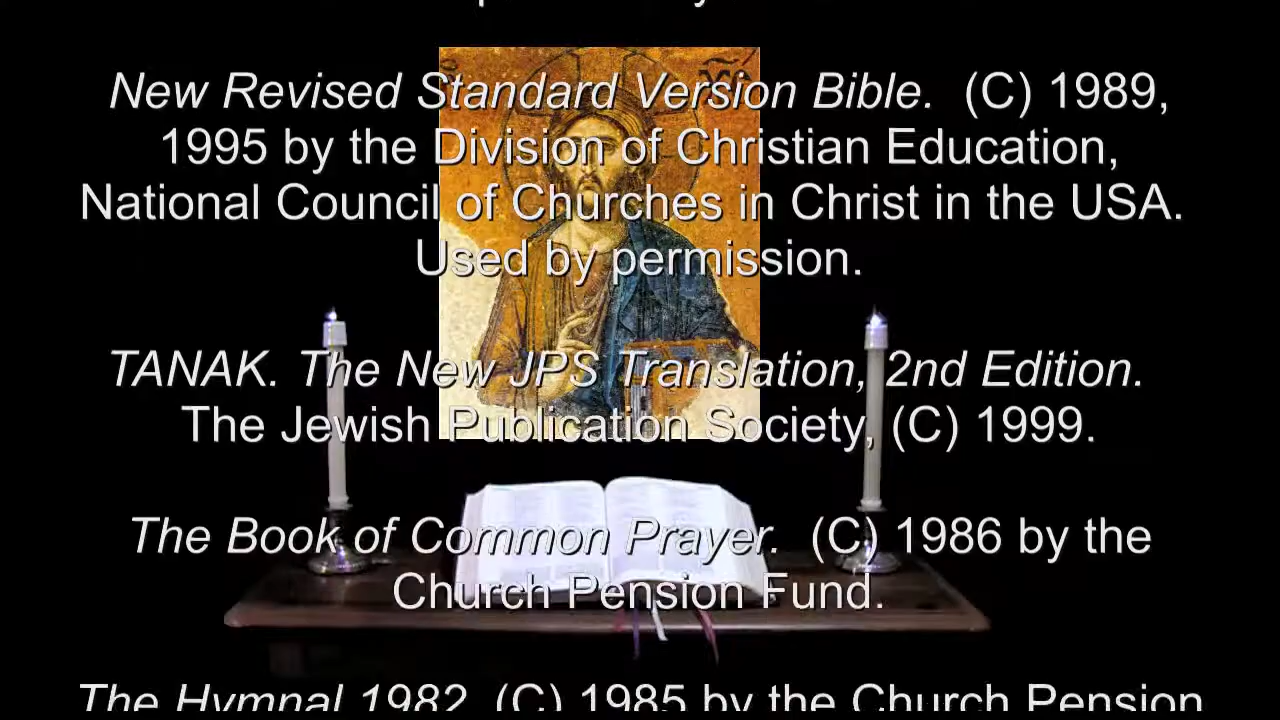 New Revised Standard Version Bible. (C) 1989,
1995 by the Division of Christian Education,
National Council of Churches in Christ in the USA.
Used by permission.
TANAK. The New JPS Translation, 2nd Edition.
The Jewish Publication Society, (C) 1999.
The Book of Common Prayer. (C) 1986 by the
Church Pension Fund.
The Hymnal 1982. (C) 1985 by the Church Pension